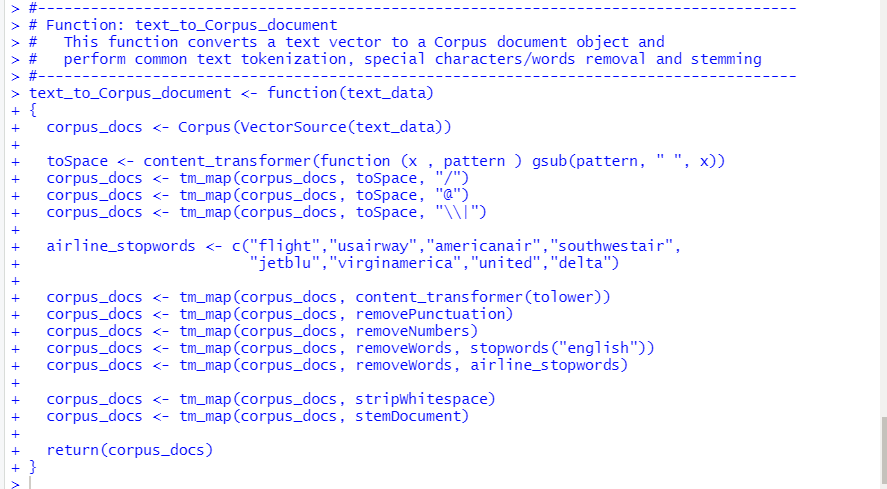 > #-------------------------------------------------------------------------------------
> # Function: text_to_Corpus_document
> #   This function converts a text vector to a Corpus document object and
> #   perform common text tokenization, special characters/words removal and stemming
> #-------------------------------------------------------------------------------------
> text_to_Corpus_document <- function(text_data)
+ {
+   corpus_docs <- Corpus(VectorSource(text_data))
+
+   toSpace <- content_transformer(function (x , pattern ) gsub(pattern, " ", x))
+   corpus_docs <- tm_map(corpus_docs, toSpace, "/")
+   corpus_docs <- tm_map(corpus_docs, toSpace, "@")
+   corpus_docs <- tm_map(corpus_docs, toSpace, "\\|")
+
+   airline_stopwords <- c("flight","usairway","americanair","southwestair",
+                          "jetblu","virginamerica","united","delta")
+
+   corpus_docs <- tm_map(corpus_docs, content_transformer(tolower))
+   corpus_docs <- tm_map(corpus_docs, removePunctuation)
+   corpus_docs <- tm_map(corpus_docs, removeNumbers)
+   corpus_docs <- tm_map(corpus_docs, removeWords, stopwords("english"))
+   corpus_docs <- tm_map(corpus_docs, removeWords, airline_stopwords)
+
+   corpus_docs <- tm_map(corpus_docs, stripWhitespace)
+   corpus_docs <- tm_map(corpus_docs, stemDocument)
+
+   return(corpus_docs)
+ }
>